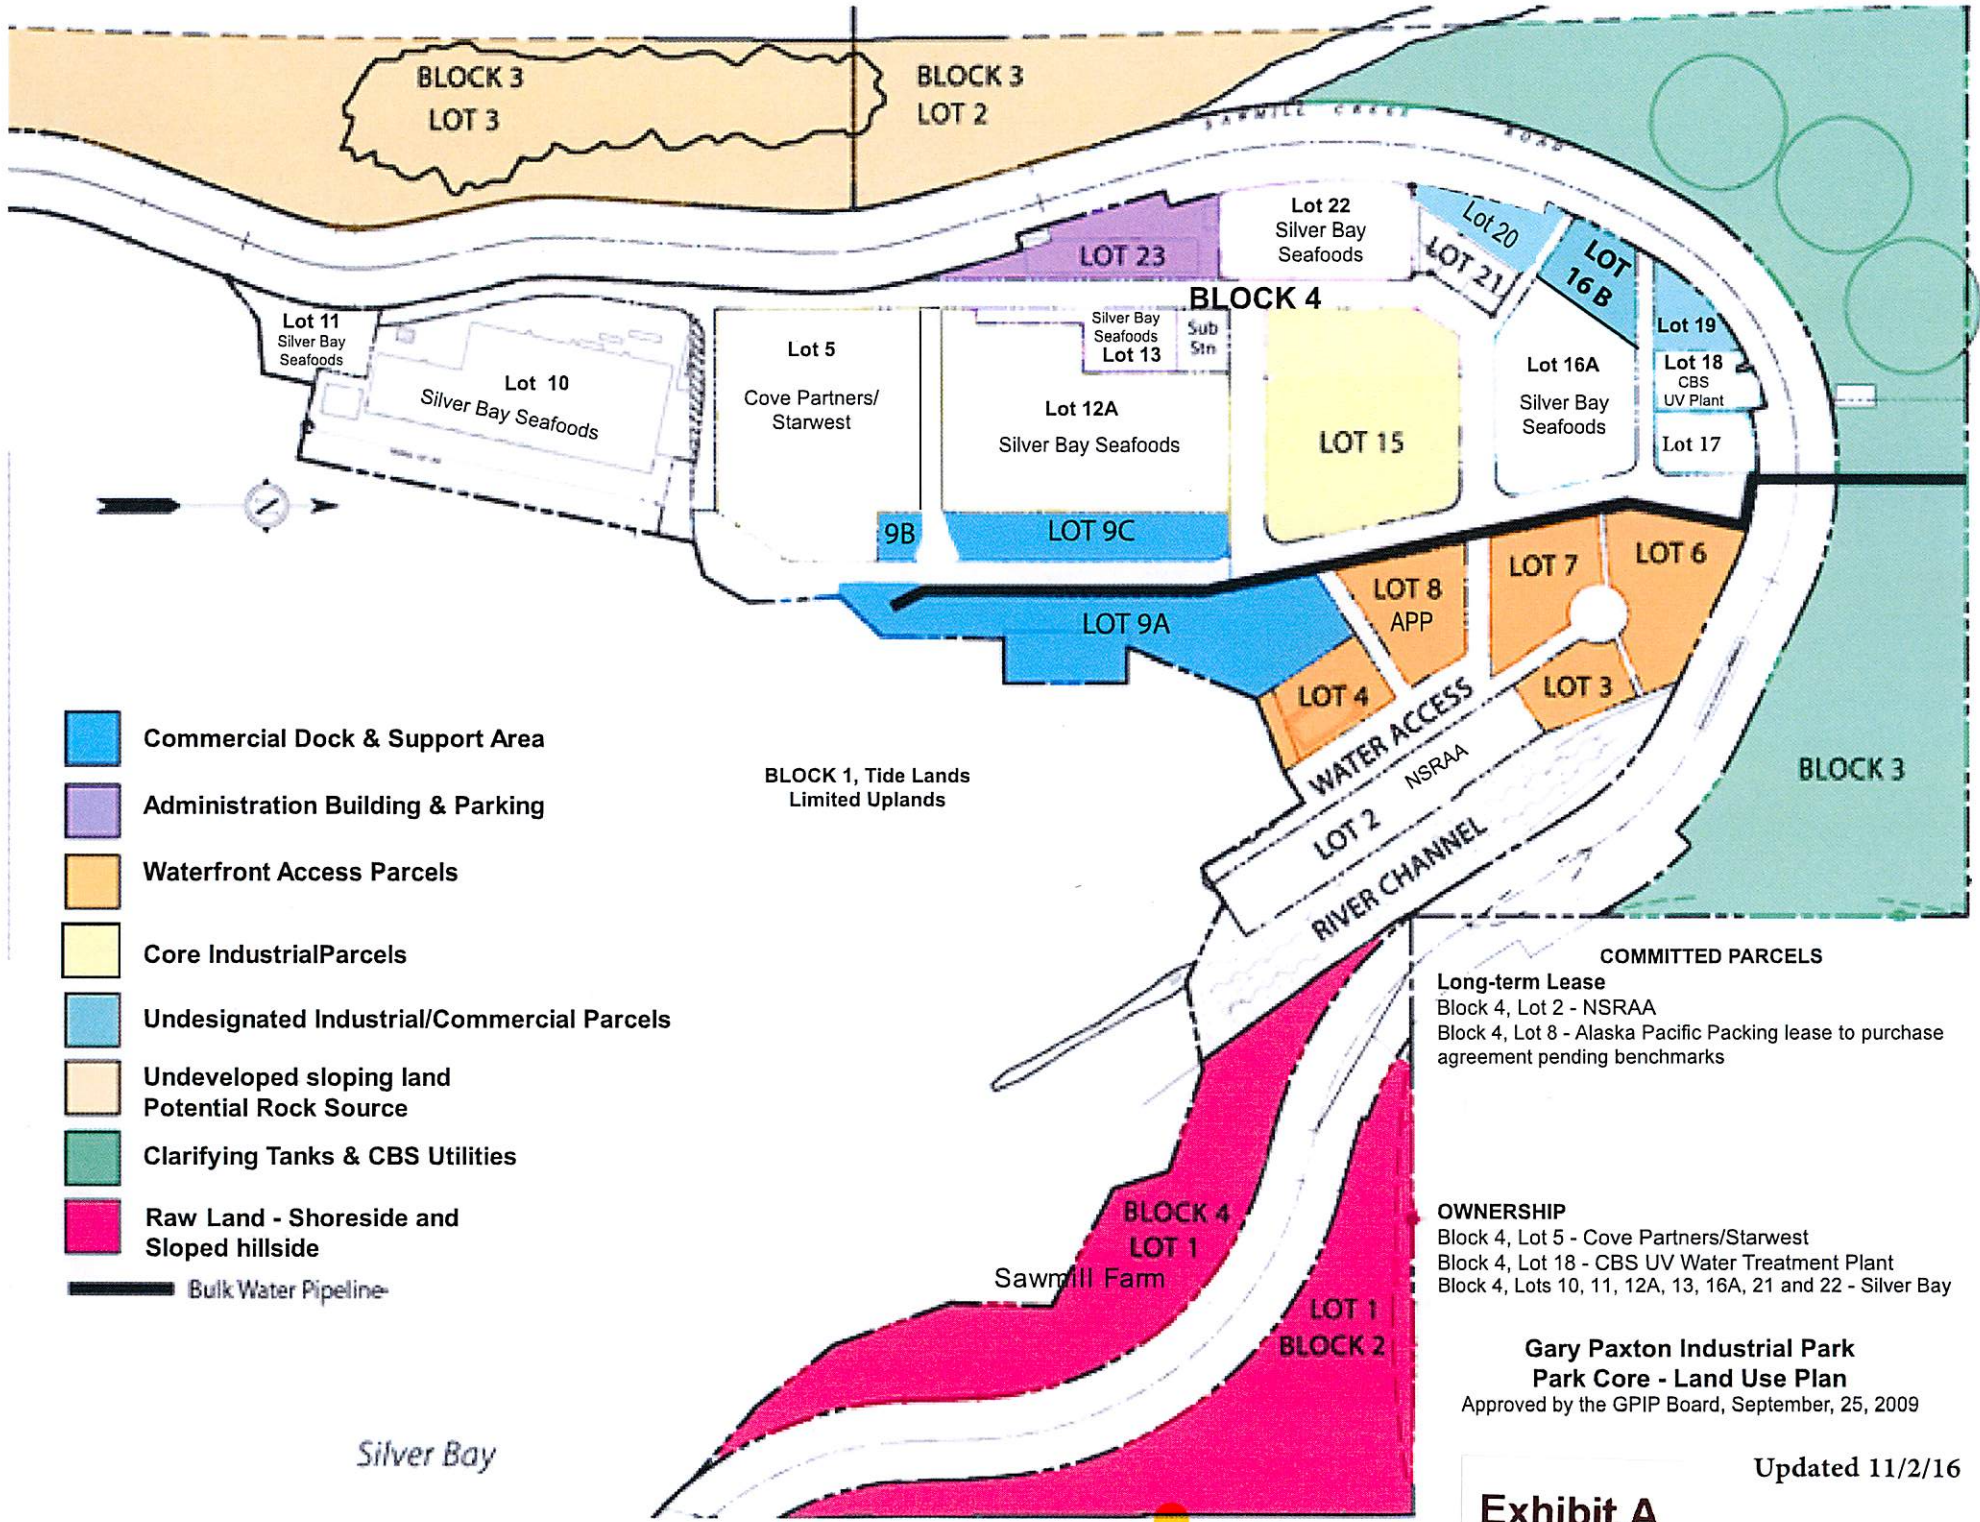 BLOCK 3
LOT 3
BLOCK 3
LOT 2
SAWMILL CREEK ROAD
LOT 23
Lot 22
Silver Bay
Seafoods
Lot 20
LOT 21
LOT
16 B
Lot 19
BLOCK 4
Lot 11
Silver Bay
Seafoods
Lot 10
Silver Bay Seafoods
Lot 5
Cove Partners/
Starwest
Silver Bay
Seafoods
Lot 13
Sub
Stn
Lot 12A
Silver Bay Seafoods
LOT 15
Lot 16A
Silver Bay
Seafoods
Lot 18
CBS
UV Plant
Lot 17
9B
LOT 9C
LOT 9A
LOT 8
APP
LOT 7
LOT 6
LOT 4
LOT 3
WATER ACCESS
NSRAA
LOT 2
RIVER CHANNEL
BLOCK 3
BLOCK 1, Tide Lands
Limited Uplands
Commercial Dock & Support Area
Administration Building & Parking
Waterfront Access Parcels
Core IndustrialParcels
Undesignated Industrial/Commercial Parcels
Undeveloped sloping land
Potential Rock Source
Clarifying Tanks & CBS Utilities
Raw Land - Shoreside and
Sloped hillside
Bulk Water Pipeline
BLOCK 4
LOT 1
Sawmill Farm
LOT 1
BLOCK 2
Silver Bay
COMMITTED PARCELS
Long-term Lease
Block 4, Lot 2 - NSRAA
Block 4, Lot 8 - Alaska Pacific Packing lease to purchase
agreement pending benchmarks
OWNERSHIP
Block 4, Lot 5 - Cove Partners/Starwest
Block 4, Lot 18 - CBS UV Water Treatment Plant
Block 4, Lots 10, 11, 12A, 13, 16A, 21 and 22 - Silver Bay
Gary Paxton Industrial Park
Park Core - Land Use Plan
Approved by the GPIP Board, September, 25, 2009
Updated 11/2/16
Exhibit A